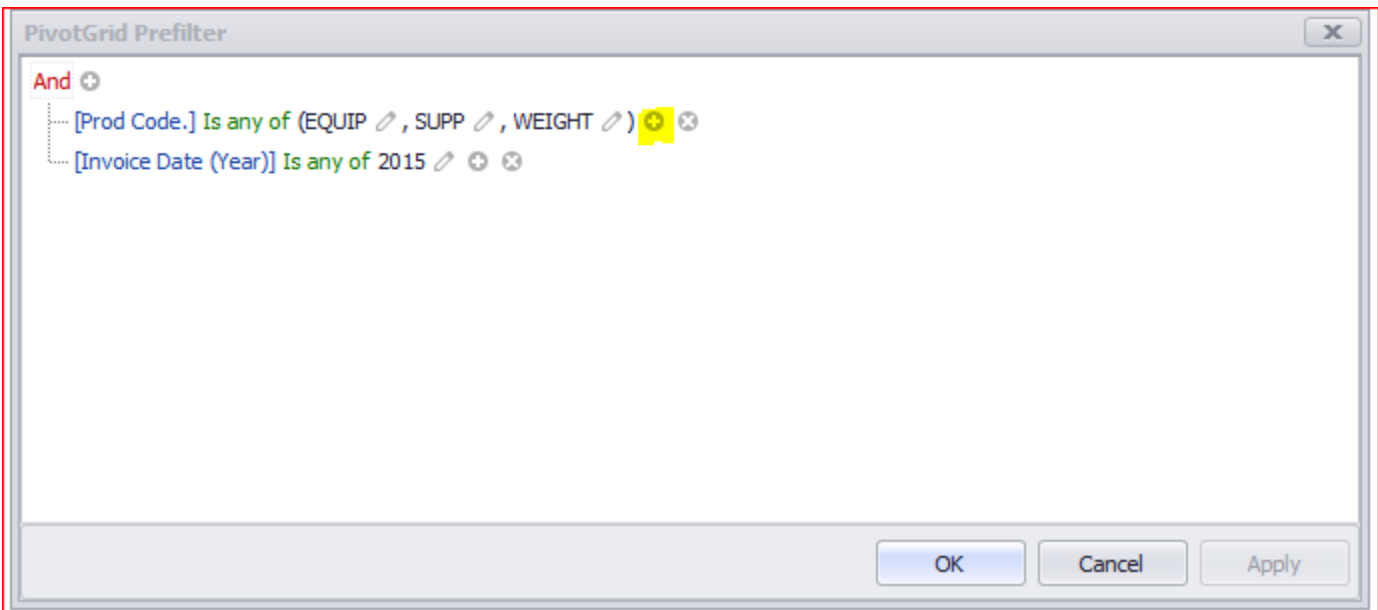 PivotGrid Prefilter
And
[Prod Code.] Is any of (EQUIP , SUPP , WEIGHT )
[Invoice Date (Year)] Is any of 2015
OK Cancel Apply